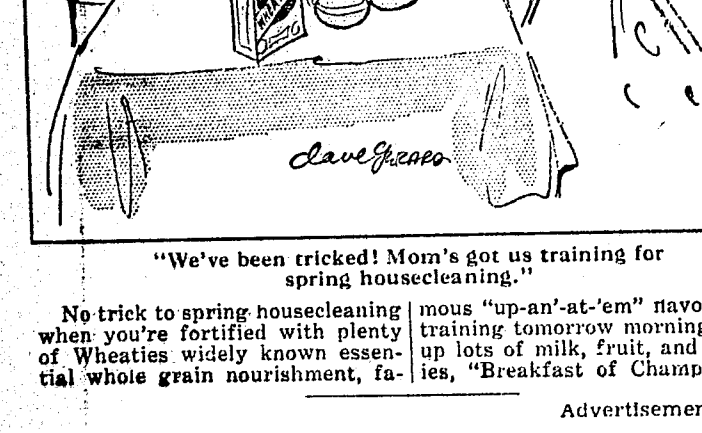 WHEA
Dave Gerard
"We've been tricked! Mom's got us training for
spring housecleaning."
No trick to spring housecleaning
when you're fortified with plenty
of Wheaties widely known essen-
tial whole grain nourishment, fa-
mous "up-an'-at-'em" flavo
training tomorrow morning
up lots of milk, fruit, and
ies, "Breakfast of Champ
Advertisemen